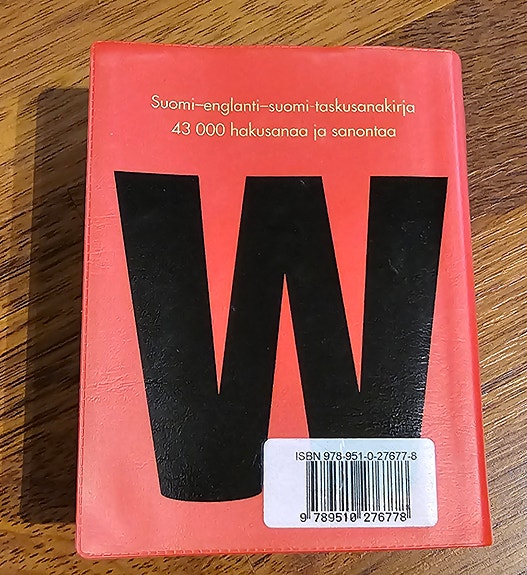 Suomi–englanti–suomi-taskusanakirja
43 000 hakusanaa ja sanontaa
W
ISBN 978-951-0-27677-8
9 789510 276778